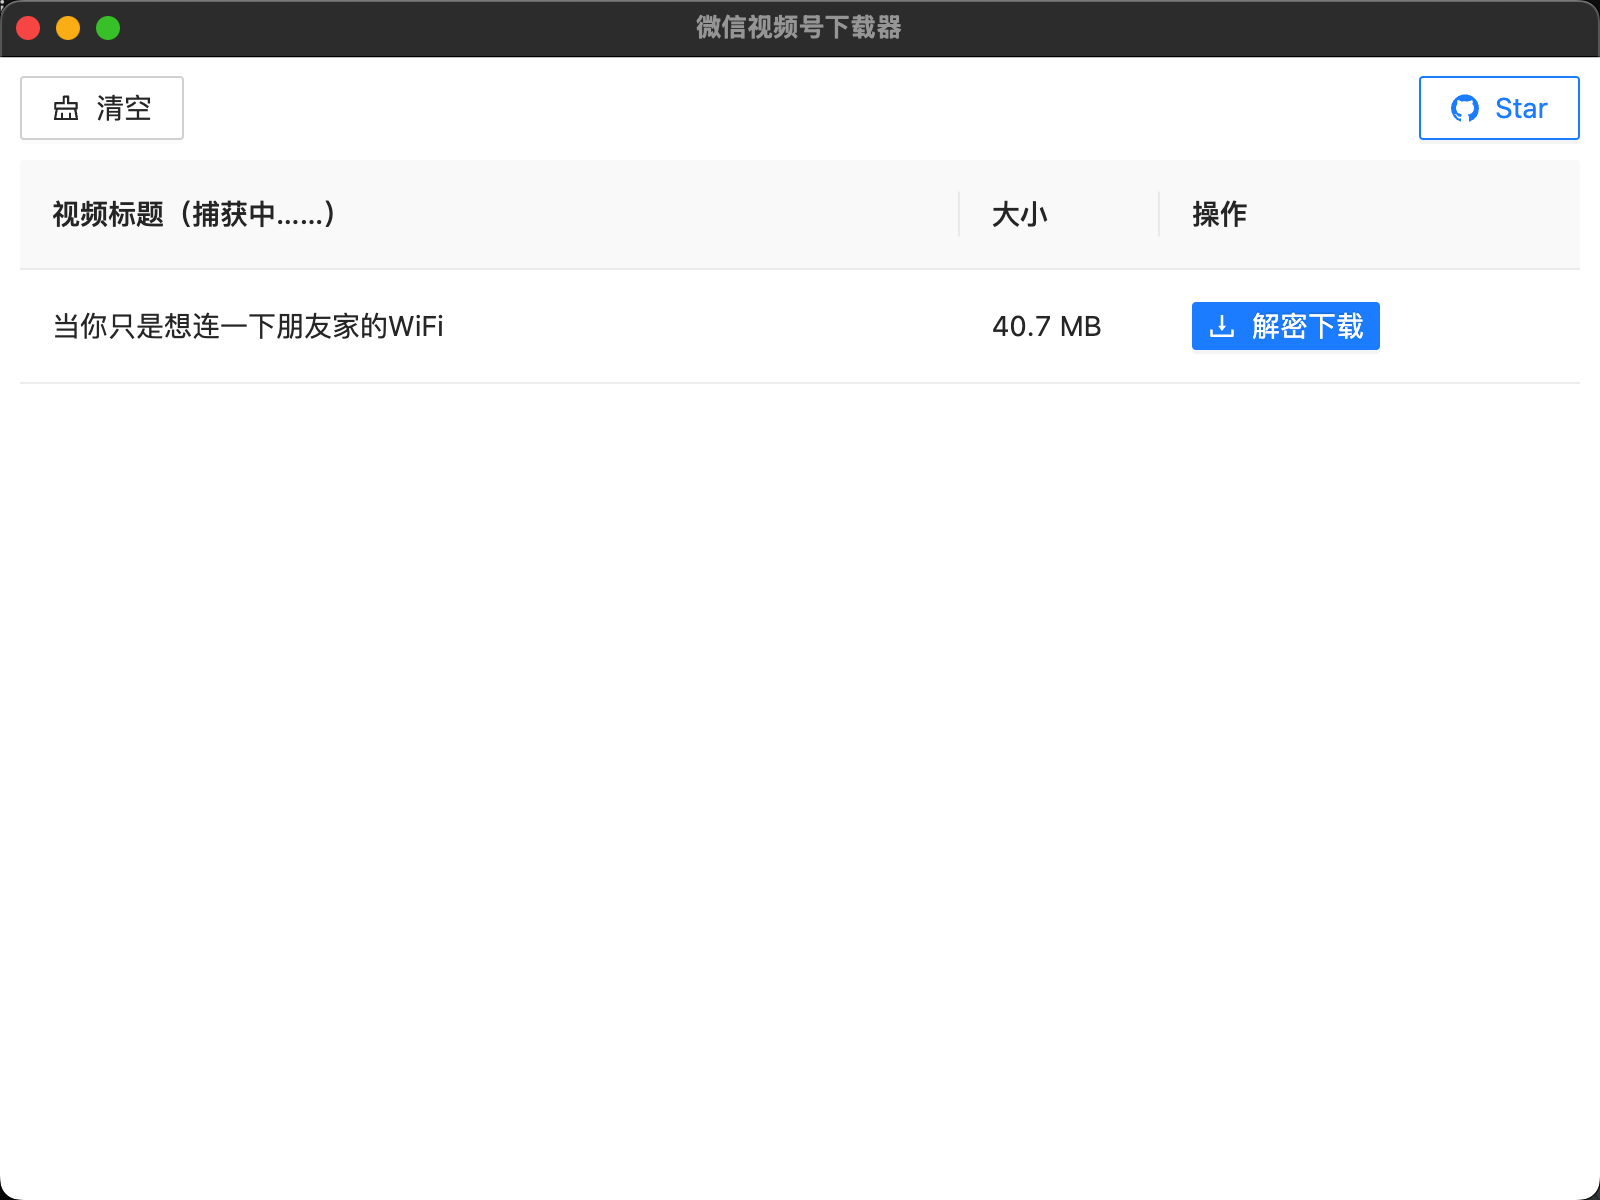 微信视频号下载器
清空
Star
视频标题（捕获中……） 大小 操作
当你只是想连一下朋友家的WiFi 40.7 MB 解密下载